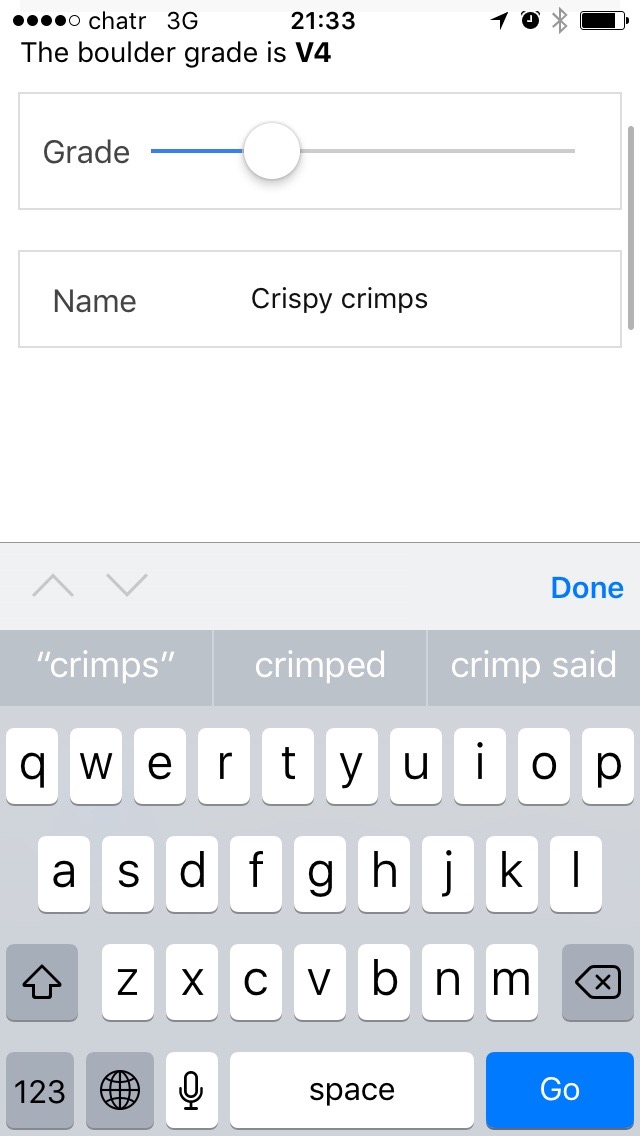 chatr 3G 21:33
The boulder grade is V4
Grade
Name Crispy crimps
Done
“crimps” crimped crimp said
q w e r t y u i o p
a s d f g h j k l
z x c v b n m
123 space Go